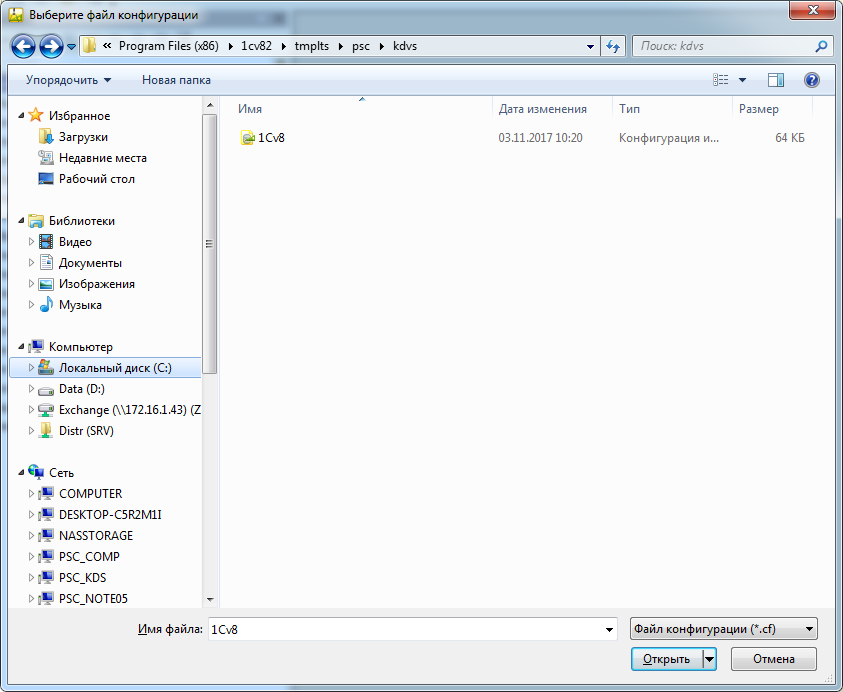 Выберите файл конфигурации
« Program Files (x86) 1cv82 tmplts psc kdvs
Поиск: kdvs
Упорядочить Новая папка
Имя Дата изменения Тип Размер
1Cv8 03.11.2017 10:20 Конфигурация и... 64 КБ
Избранное
Загрузки
Недавние места
Рабочий стол
Библиотеки
Видео
Документы
Изображения
Музыка
Компьютер
Локальный диск (C:)
Data (D:)
Exchange (\\172.16.1.43) (Z
Distr (SRV)
Сеть
COMPUTER
DESKTOP-C5R2M1I
NASSTORAGE
PSC_COMP
PSC_KDS
PSC_NOTE05
Имя файла: 1Cv8 Файл конфигурации (*.cf)
Открыть Отмена